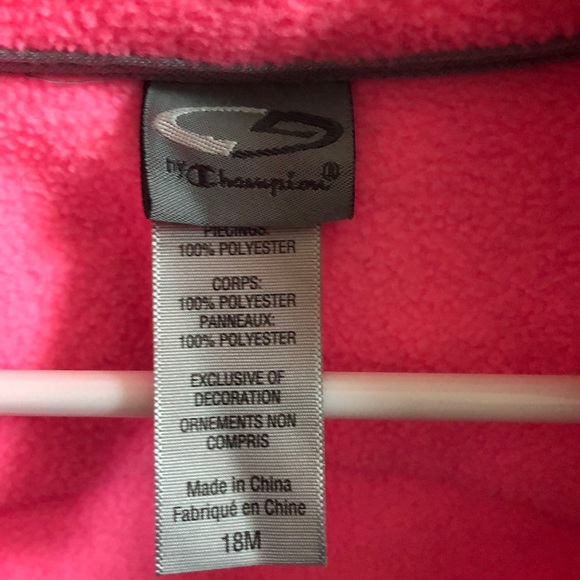 by Champion®
PIECINGS:
100% POLYESTER
CORPS:
100% POLYESTER
PANNEAUX:
100% POLYESTER
EXCLUSIVE OF
DECORATION
ORNEMENTS NON
COMPRIS
Made in China
Fabriqué en Chine
18M